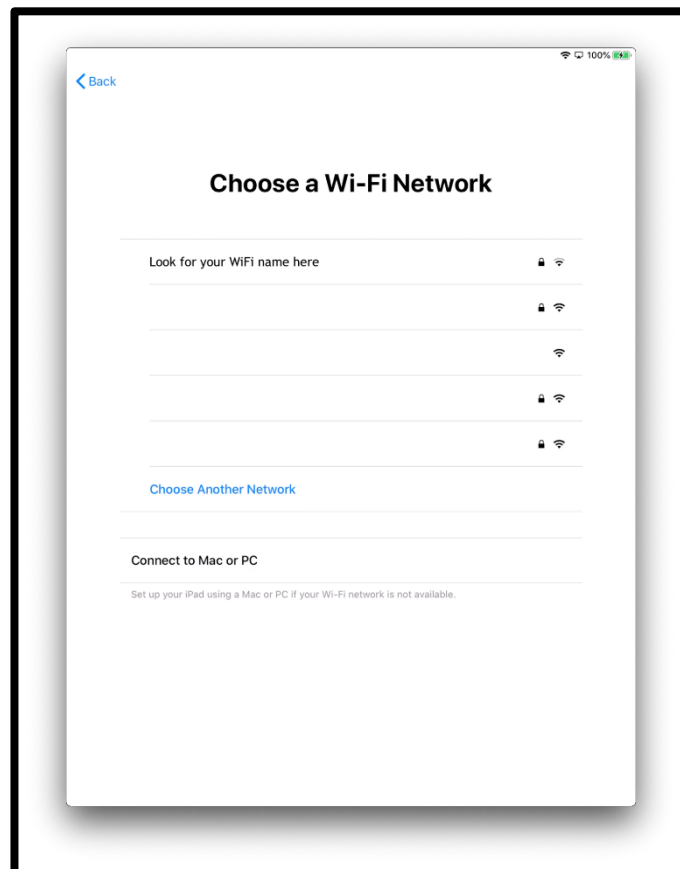 100%
Back
Choose a Wi-Fi Network
Look for your WiFi name here
Choose Another Network
Connect to Mac or PC
Set up your iPad using a Mac or PC if your Wi-Fi network is not available.